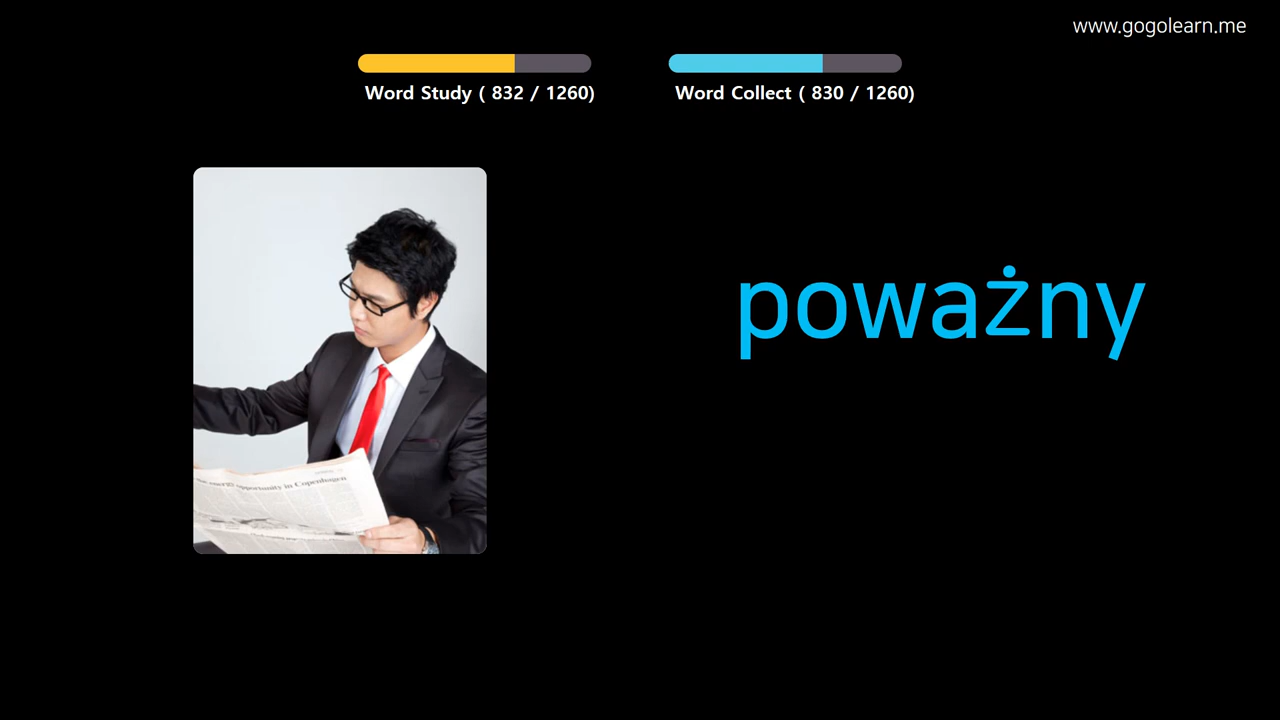 www.gogolearn.me
Word Study ( 832 / 1260)
Word Collect ( 830 / 1260)
poważny
opportunity in Copenhagen